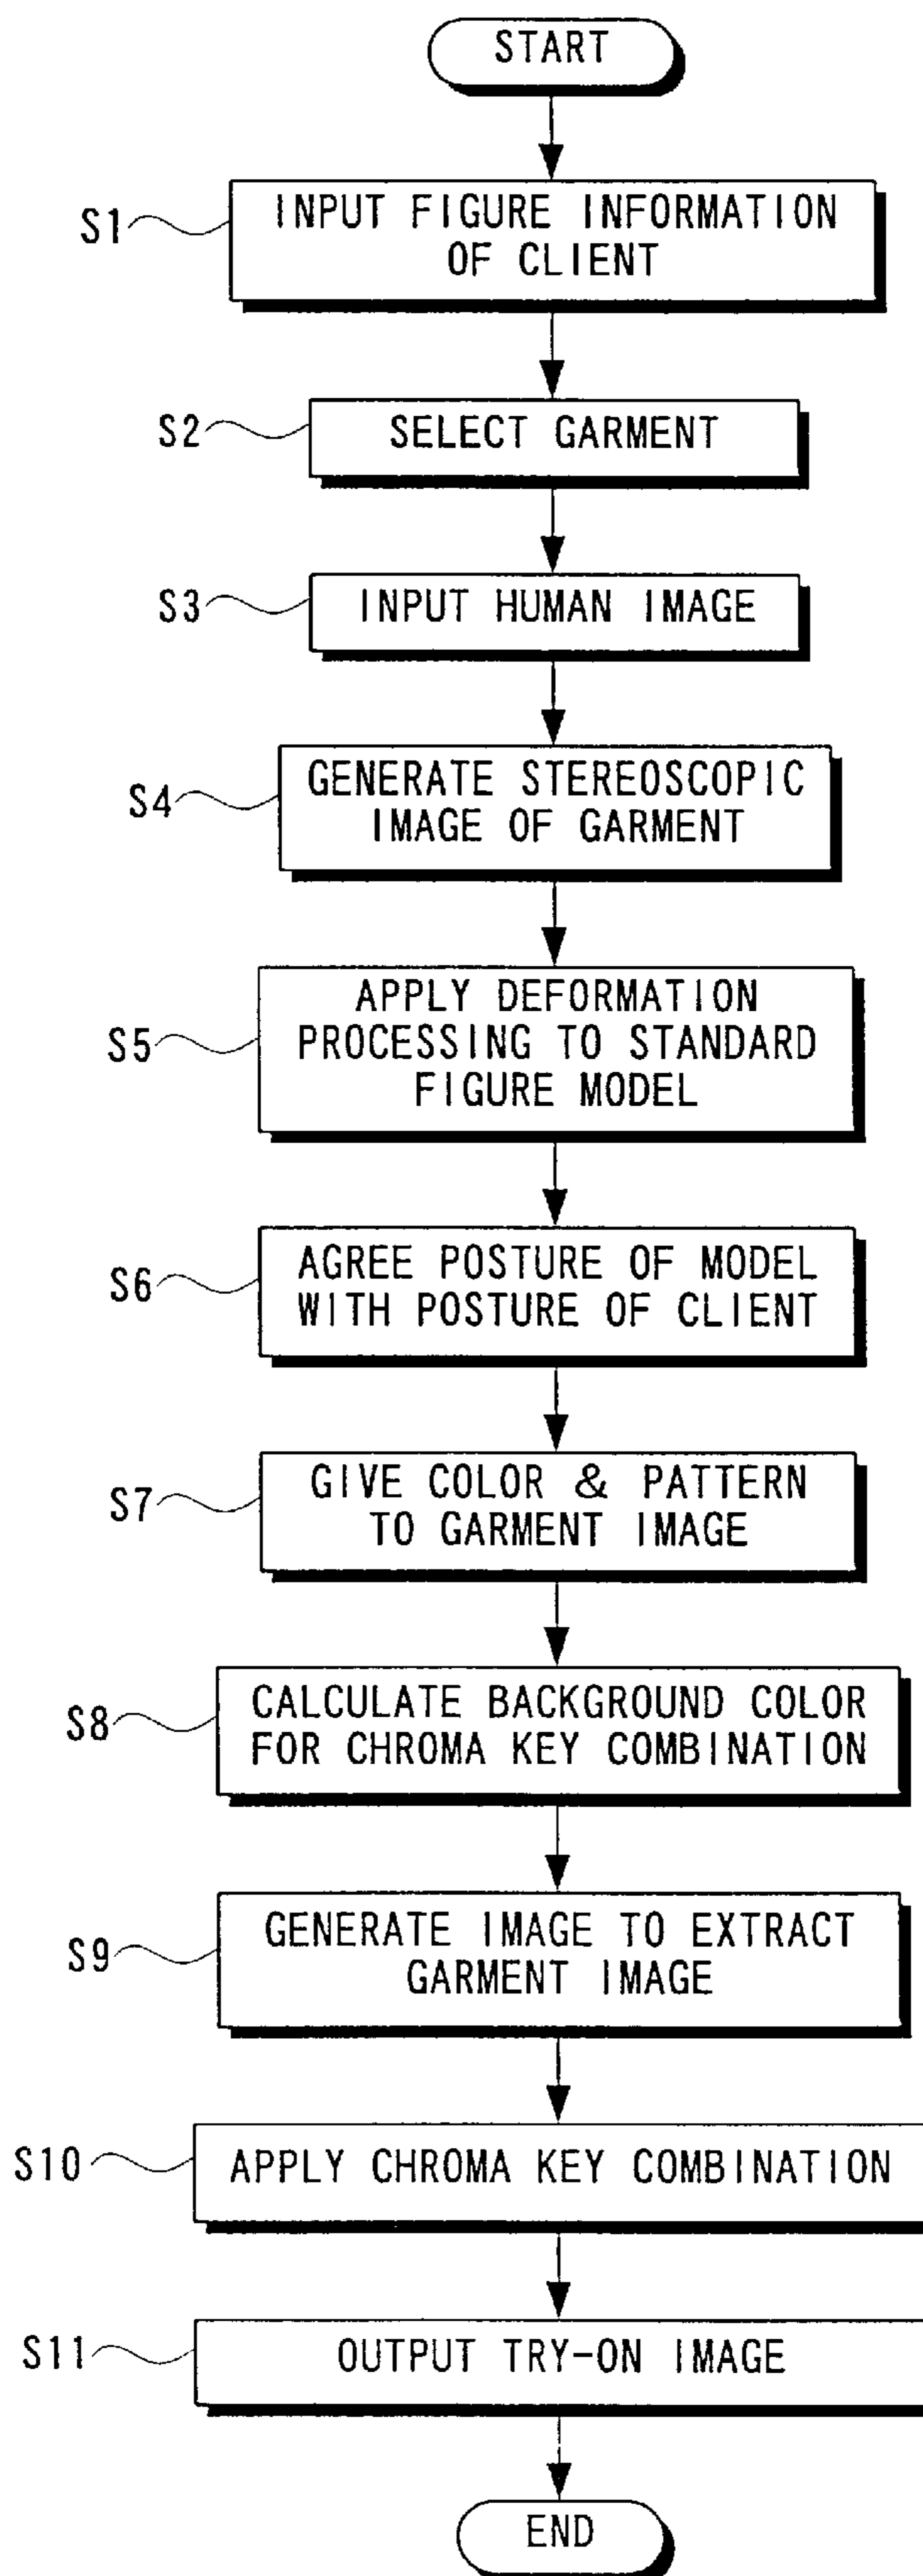 START
S1
INPUT FIGURE INFORMATION
OF CLIENT
S2
SELECT GARMENT
S3
INPUT HUMAN IMAGE
S4
GENERATE STEREOSCOPIC
IMAGE OF GARMENT
S5
APPLY DEFORMATION
PROCESSING TO STANDARD
FIGURE MODEL
S6
AGREE POSTURE OF MODEL
WITH POSTURE OF CLIENT
S7
GIVE COLOR & PATTERN
TO GARMENT IMAGE
S8
CALCULATE BACKGROUND COLOR
FOR CHROMA KEY COMBINATION
S9
GENERATE IMAGE TO EXTRACT
GARMENT IMAGE
S10
APPLY CHROMA KEY COMBINATION
S11
OUTPUT TRY-ON IMAGE
END